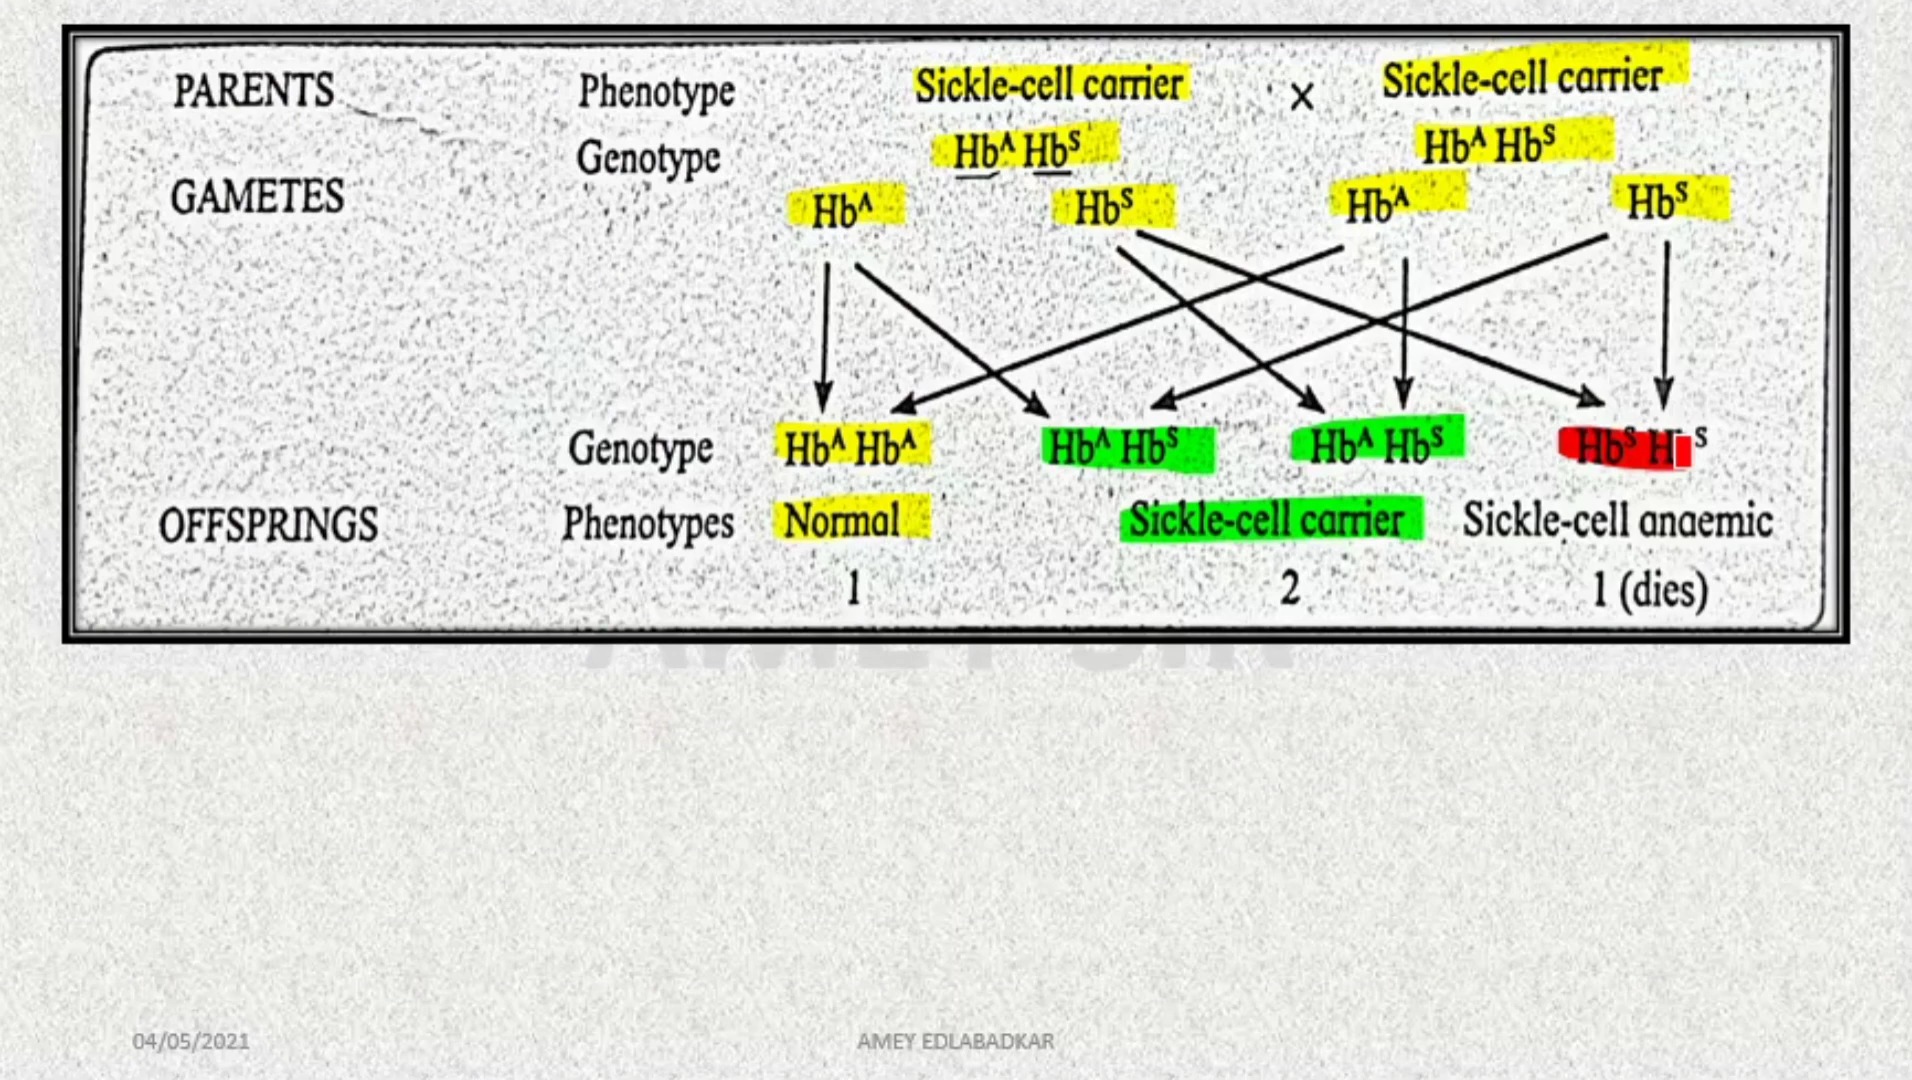 PARENTS Phenotype Sickle-cell carrier × Sickle-cell carrier
Genotype Hbᴬ Hbˢ Hbᴬ Hbˢ
GAMETES Hbᴬ Hbˢ Hbᴬ Hbˢ
Genotype Hbᴬ Hbᴬ Hbᴬ Hbˢ Hbᴬ Hbˢ Hbˢ H ˢ
OFFSPRINGS Phenotypes Normal Sickle-cell carrier Sickle-cell anaemic
1 2 1 (dies)
04/05/2021 AMEY EDLABADKAR